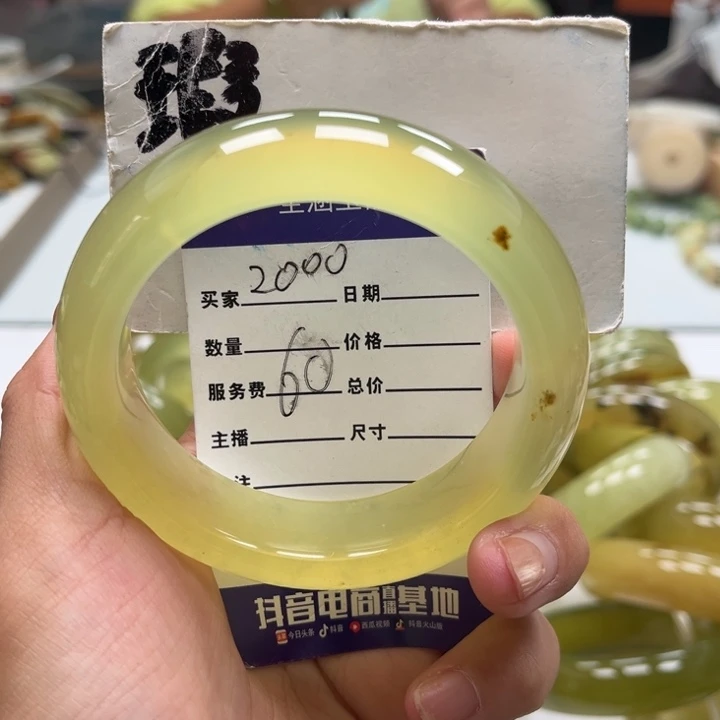 瑕
买家 2000 日期
数量 价格
服务费 60 总价
主播 尺寸
注
抖音电商直播基地
今日头条 抖音 西瓜视频 抖音火山版